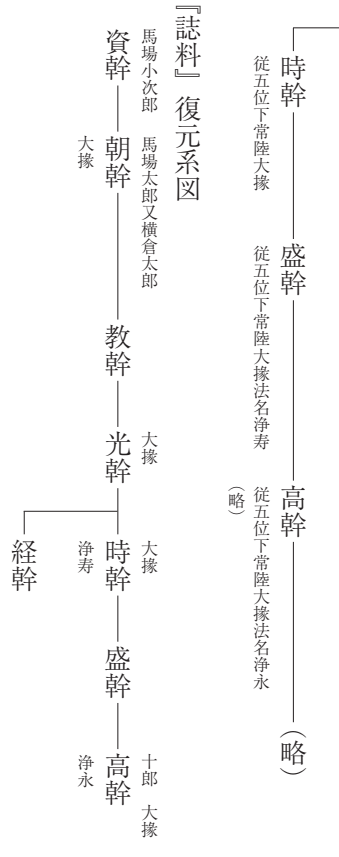 時幹
従五位下常陸大掾
盛幹
従五位下常陸大掾法名浄寿
高幹
従五位下常陸大掾法名浄永
(略)
(略)
『誌料』復元系図
馬場小次郎
資幹
馬場太郎又横倉太郎
朝幹
大掾
教幹
大掾
光幹
大掾
時幹
浄寿
盛幹
十郎 大掾
高幹
浄永
経幹